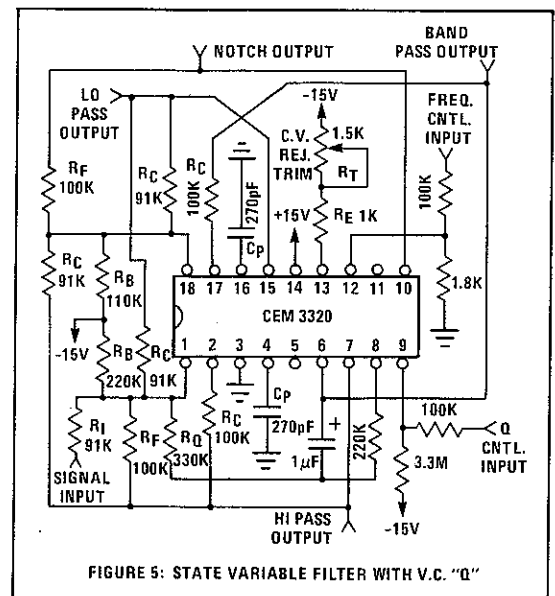 NOTCH OUTPUT
BAND
PASS OUTPUT
LO
PASS
OUTPUT
-15V
FREQ.
CNTL.
INPUT
C.V.
REJ.
TRIM
1.5K
RT
RF
100K
RC
91K
RC
100K
270pF
CP
+15V
RE 1K
100K
1.8K
RC
91K
RB
110K
18 17 16 15 14 13 12 11 10
CEM 3320
1 2 3 4 5 6 7 8 9
-15V
RB
220K
RC
91K
RI
91K
SIGNAL
INPUT
RF
100K
RQ
330K
RC
100K
CP
270pF
+
1μF
220K
100K
Q
CNTL.
INPUT
3.3M
-15V
HI PASS
OUTPUT
FIGURE 5: STATE VARIABLE FILTER WITH V.C. "Q"